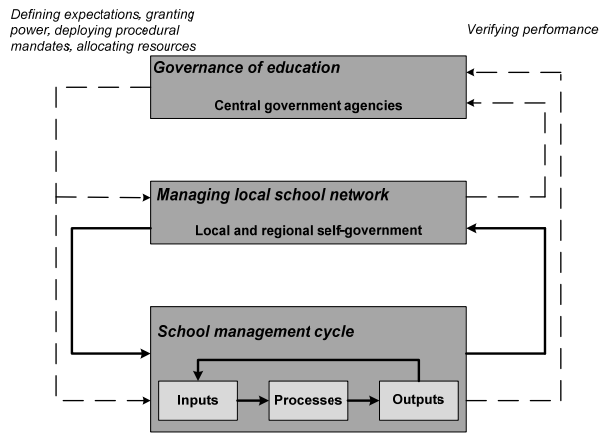 Defining expectations, granting
power, deploying procedural
mandates, allocating resources
Verifying performance
Governance of education
Central government agencies
Managing local school network
Local and regional self-government
School management cycle
Inputs
Processes
Outputs